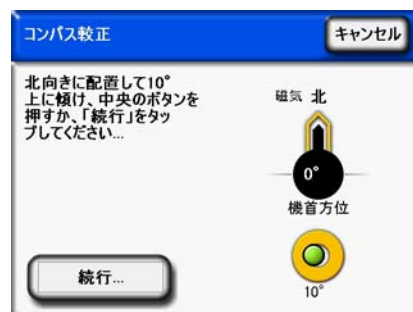 コンパス較正
キャンセル
北向きに配置して10°
上に傾け、中央のボタンを
押すか、「続行」をタッ
プしてください...
磁気 北
0°
機首方位
10°
続行...